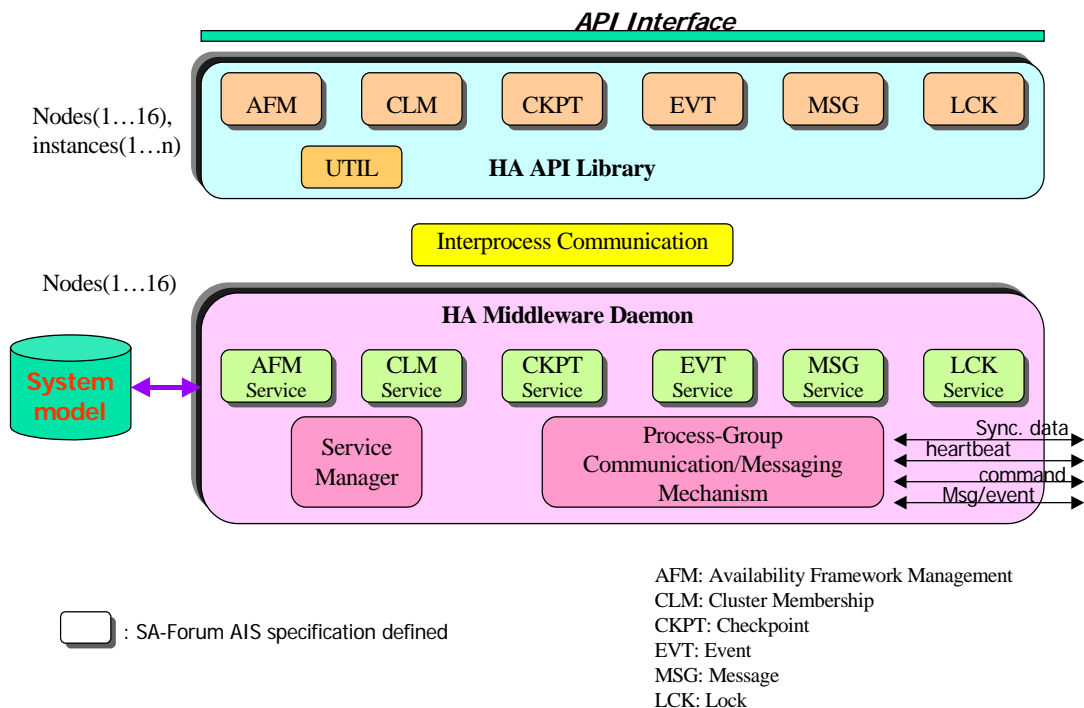 API Interface
AFM
CLM
CKPT
EVT
MSG
LCK
Nodes(1…16),
instances(1…n)
UTIL
HA API Library
Interprocess Communication
Nodes(1…16)
HA Middleware Daemon
System
model
AFM
Service
CLM
Service
CKPT
Service
EVT
Service
MSG
Service
LCK
Service
Service
Manager
Process-Group
Communication/Messaging
Mechanism
Sync. data
heartbeat
command
Msg/event
: SA-Forum AIS specification defined
AFM: Availability Framework Management
CLM: Cluster Membership
CKPT: Checkpoint
EVT: Event
MSG: Message
LCK: Lock